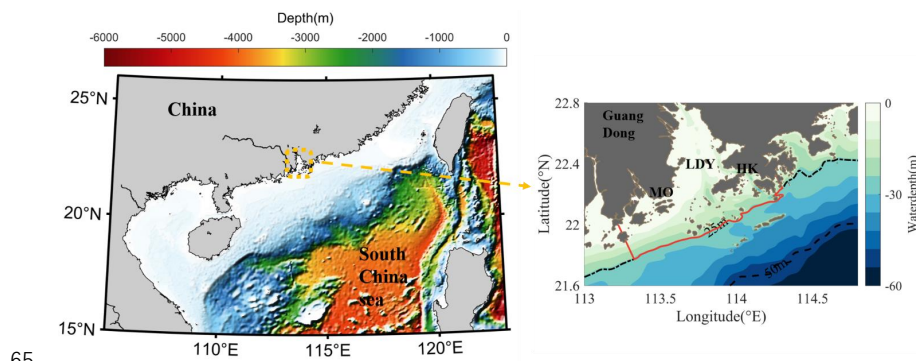 Depth(m)
-6000 -5000 -4000 -3000 -2000 -1000 0
25°N
20°N
15°N
110°E 115°E 120°E
China
South
China
sea
22.8
22.4
22
21.6
Latitude(°N)
113 113.5 114 114.5
Longitude(°E)
Guang
Dong
LDY
HK
MO
25m
50m
0
-30
-60
Waterdepth(m)
65